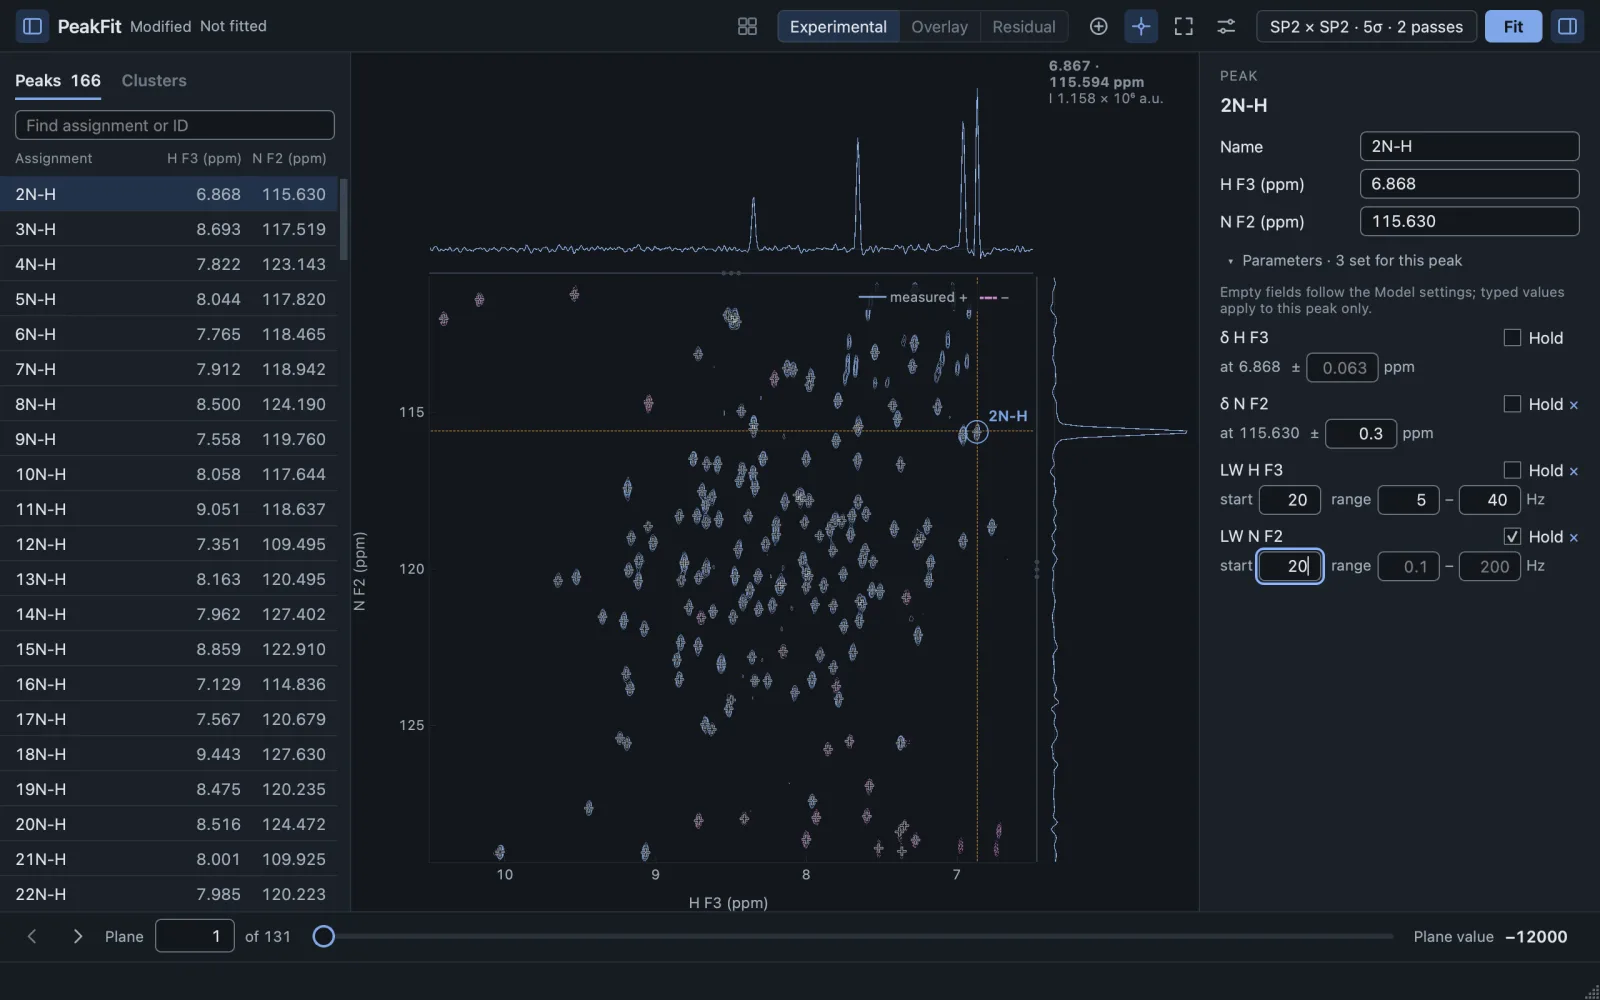 PeakFit Modified Not fitted
Experimental Overlay Residual
SP2 × SP2 · 5σ · 2 passes
Fit
Peaks 166 Clusters
Find assignment or ID
Assignment H F3 (ppm) N F2 (ppm)
2N-H 6.868 115.630
3N-H 8.693 117.519
4N-H 7.822 123.143
5N-H 8.044 117.820
6N-H 7.765 118.465
7N-H 7.912 118.942
8N-H 8.500 124.190
9N-H 7.558 119.760
10N-H 8.058 117.644
11N-H 9.051 118.637
12N-H 7.351 109.495
13N-H 8.163 120.495
14N-H 7.962 127.402
15N-H 8.859 122.910
16N-H 7.129 114.836
17N-H 7.567 120.679
18N-H 9.443 127.630
19N-H 8.475 120.235
20N-H 8.516 124.472
21N-H 8.001 109.925
22N-H 7.985 120.223
6.867 ·
115.594 ppm
I 1.158 × 10⁶ a.u.
measured + −
2N-H
115
120
125
N F2 (ppm)
10 9 8 7
H F3 (ppm)
PEAK
2N-H
Name 2N-H
H F3 (ppm) 6.868
N F2 (ppm) 115.630
▾ Parameters · 3 set for this peak
Empty fields follow the Model settings; typed values
apply to this peak only.
δ H F3 Hold
at 6.868 ± 0.063 ppm
δ N F2 Hold ×
at 115.630 ± 0.3 ppm
LW H F3 Hold ×
start 20 range 5 – 40 Hz
LW N F2 Hold ×
start 20 range 0.1 – 200 Hz
Plane 1 of 131
Plane value −12000